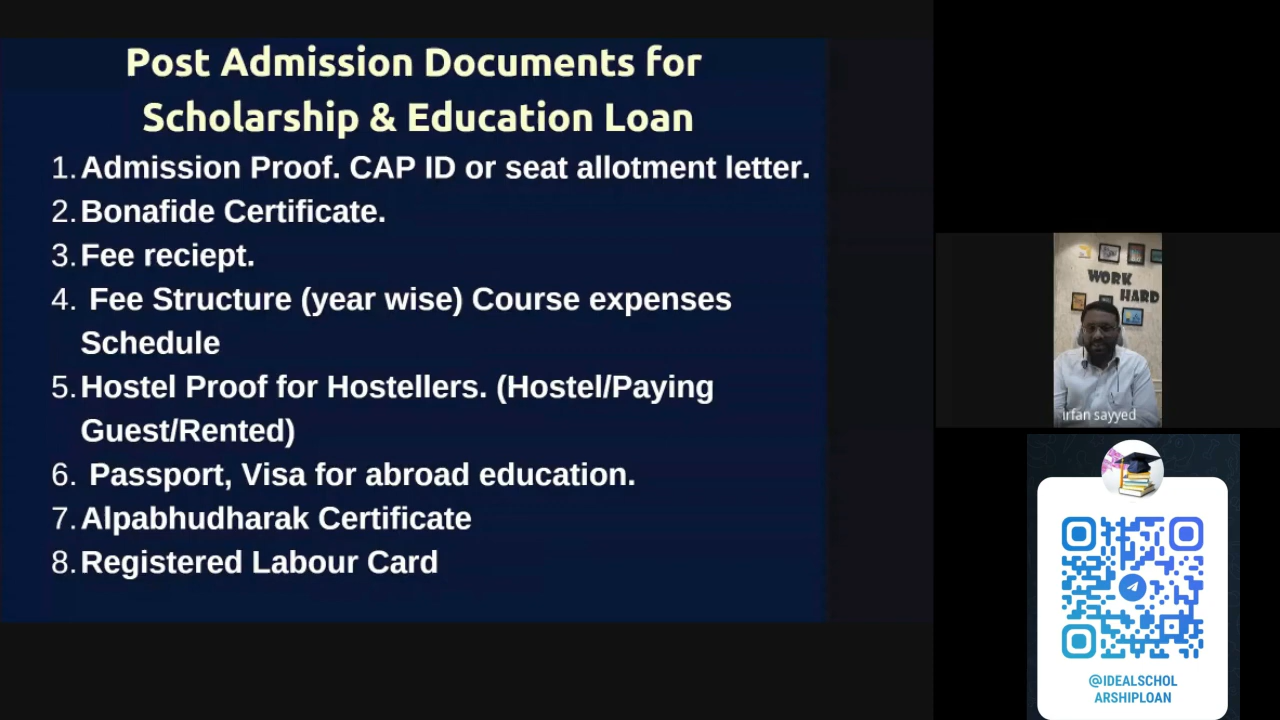 Post Admission Documents for
Scholarship & Education Loan
1. Admission Proof. CAP ID or seat allotment letter.
2. Bonafide Certificate.
3. Fee reciept.
4. Fee Structure (year wise) Course expenses
Schedule
5. Hostel Proof for Hostellers. (Hostel/Paying
Guest/Rented)
6. Passport, Visa for abroad education.
7. Alpabhudharak Certificate
8. Registered Labour Card
WORK
HARD
irfan sayyed
@IDEALSCHOL
ARSHIPLOAN